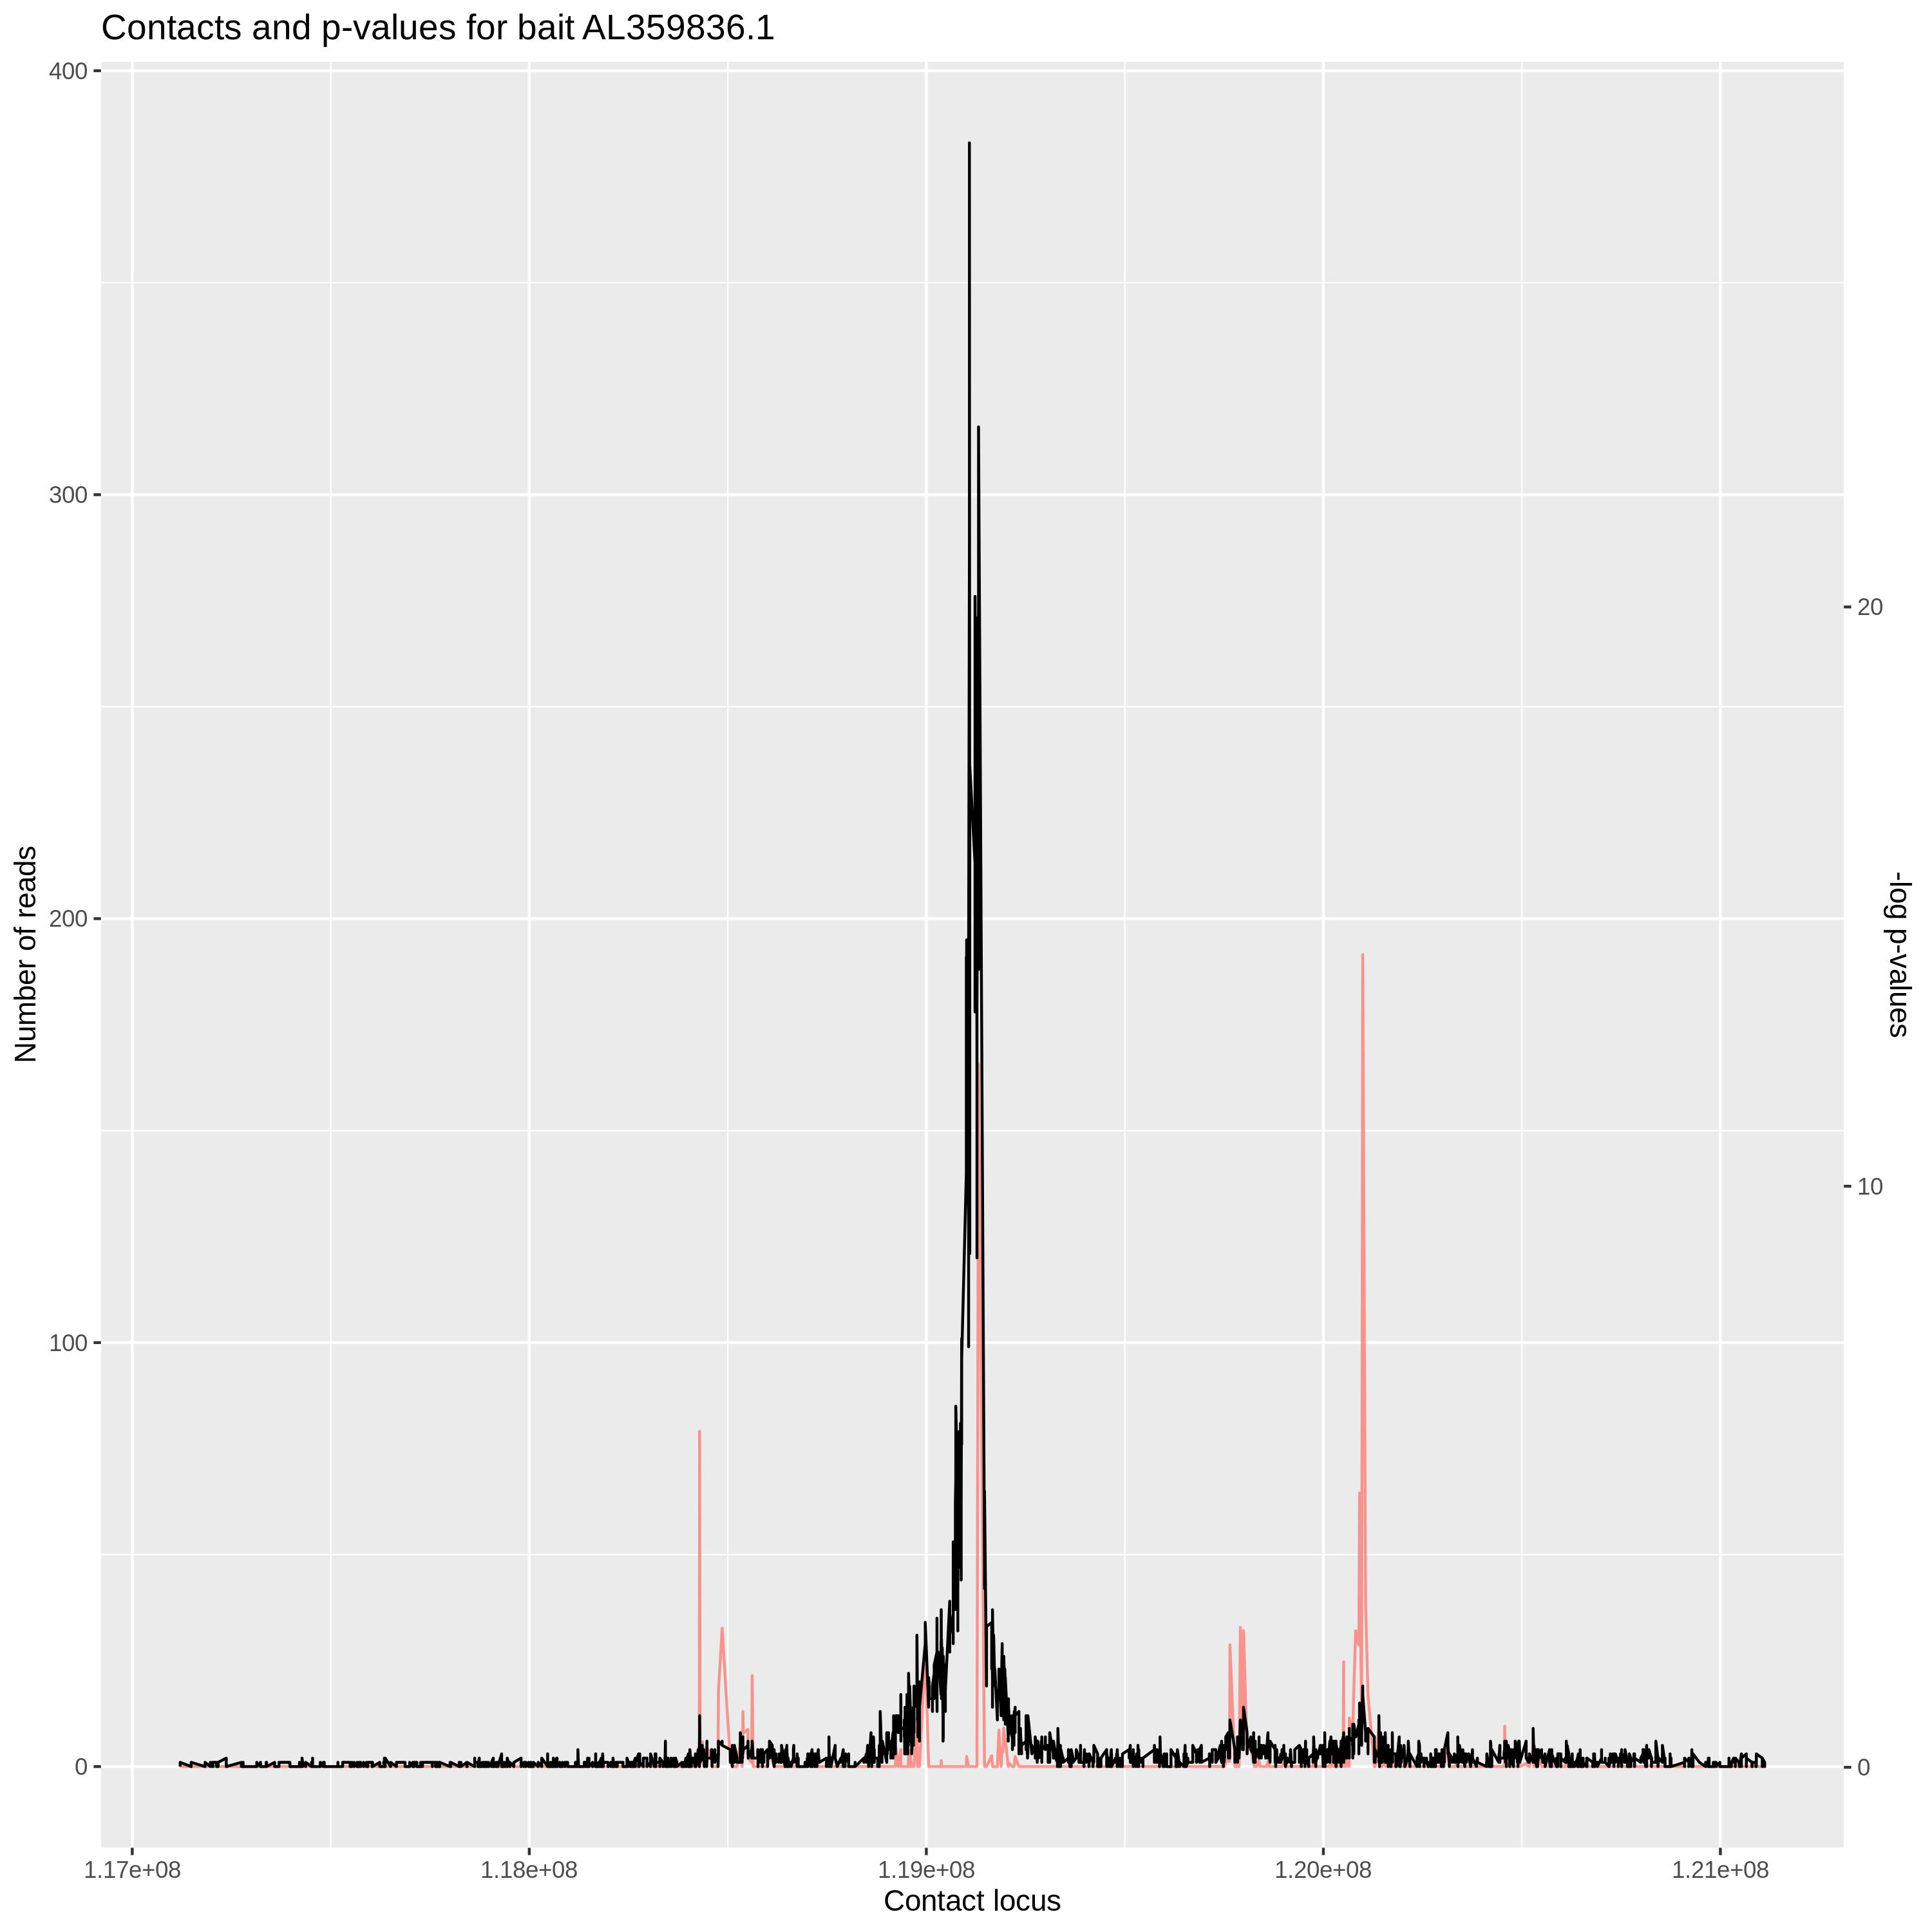 Contacts and p-values for bait AL359836.1
400
300
200
100
0
Number of reads
20
10
0
-log p-values
1.17e+08
1.18e+08
1.19e+08
1.20e+08
1.21e+08
Contact locus